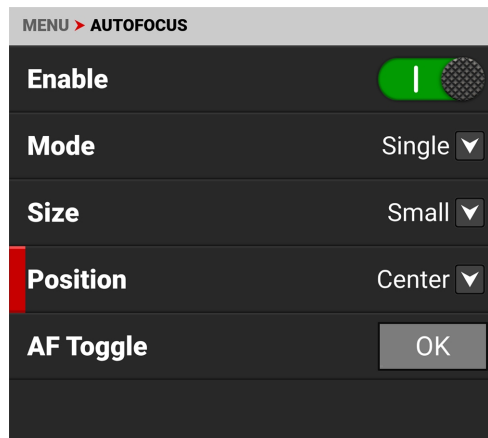 MENU ➤ AUTOFOCUS
Enable
Mode Single
Size Small
Position Center
AF Toggle OK